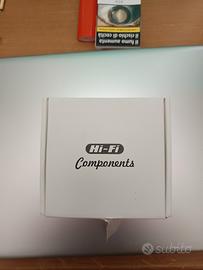 Il fumo aumenta
il rischio di cecità
Hi-Fi
Components
subito